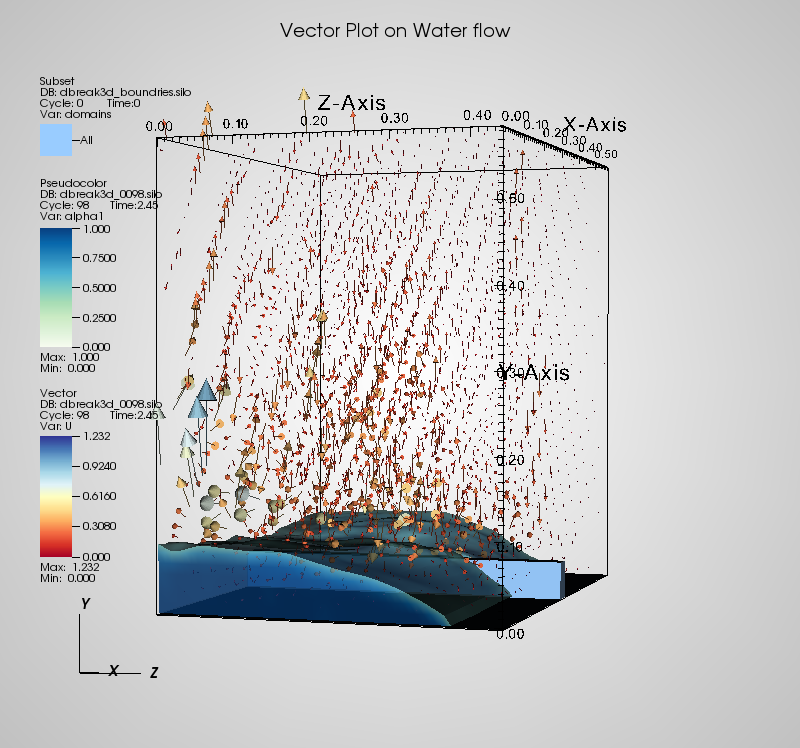 Vector Plot on Water flow
Subset
DB: dbreak3d_boundries.silo
Cycle: 0 Time:0
Var: domains
All
Pseudocolor
DB: dbreak3d_0098.silo
Cycle: 98 Time:2.45
Var: alpha1
1.000
0.7500
0.5000
0.2500
0.000
Max: 1.000
Min: 0.000
Vector
DB: dbreak3d_0098.silo
Cycle: 98 Time:2.45
Var: U
1.232
0.9240
0.6160
0.3080
0.000
Max: 1.232
Min: 0.000
Z-Axis
0.00 0.10 0.20 0.30 0.40
X-Axis
0.00 0.10 0.20 0.30 0.40 0.50
Y-Axis
0.50
0.40
0.30
0.20
0.10
0.00
Y
X Z